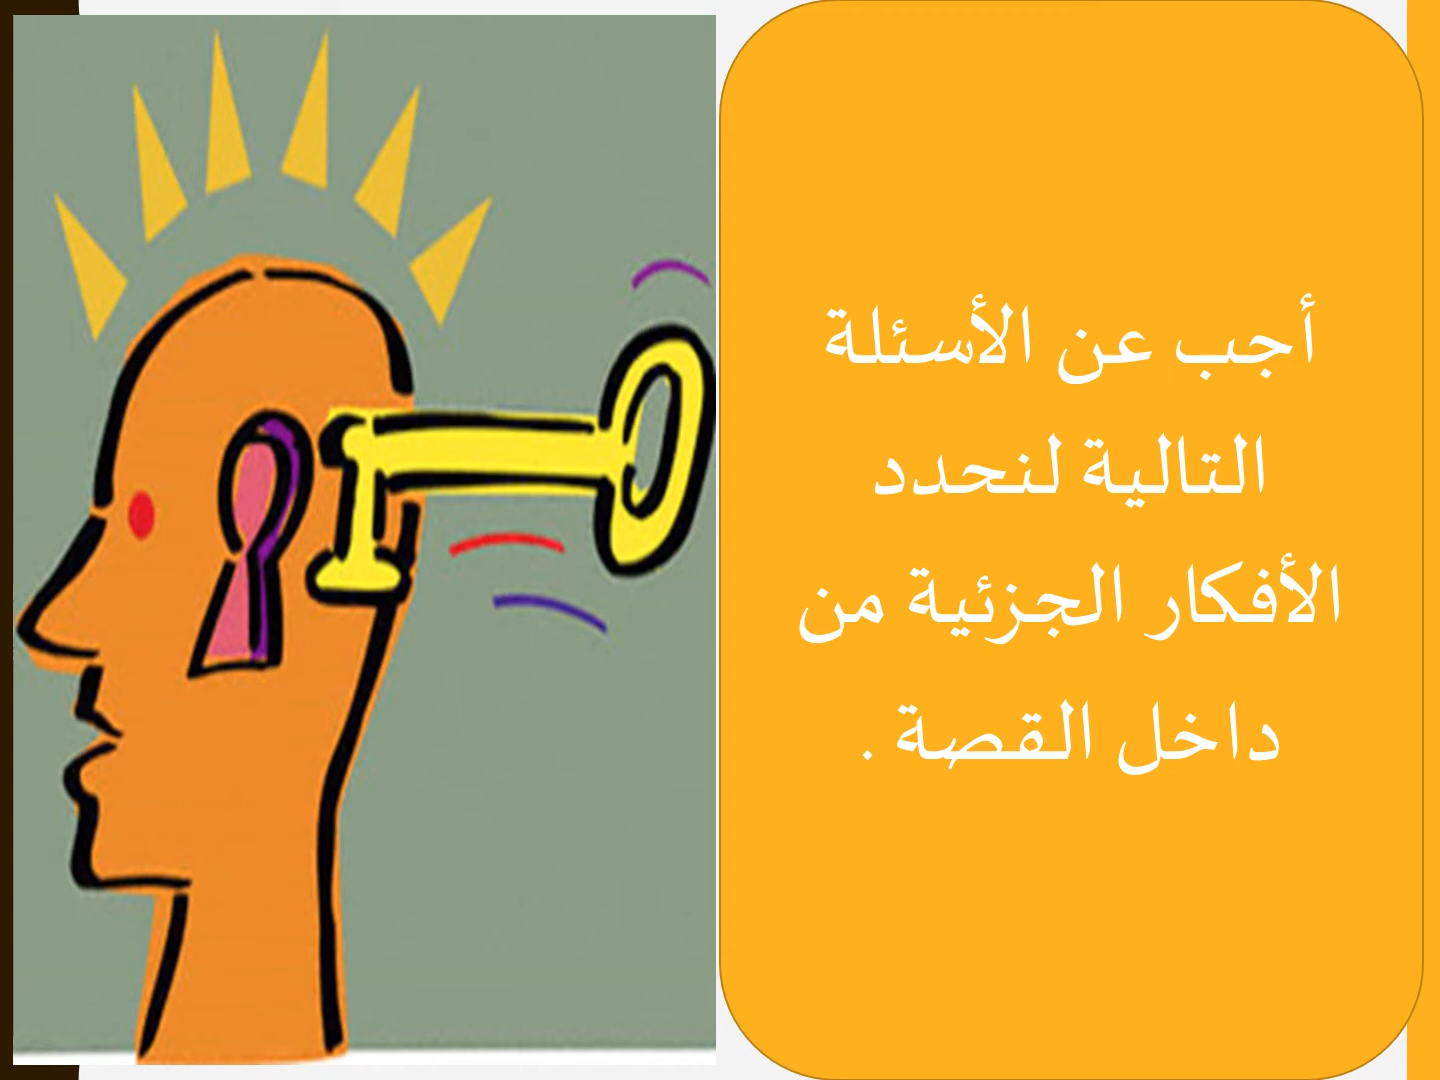 أجب عن الأسئلة
التالية لنحدد
الأفكار الجزئية من
داخل القصة .